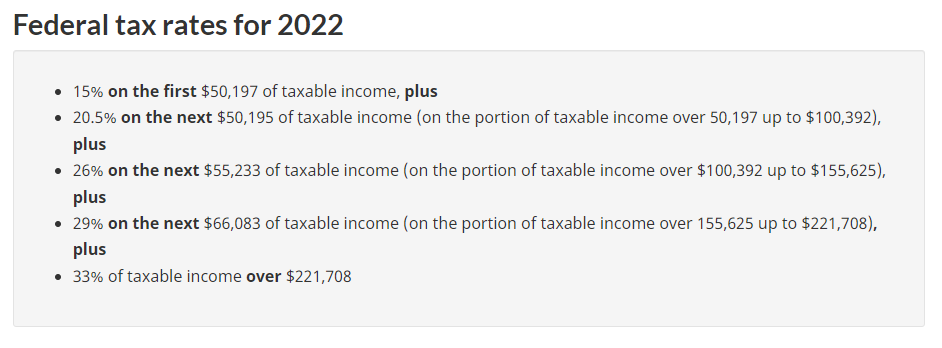 Federal tax rates for 2022
15% on the first $50,197 of taxable income, plus
20.5% on the next $50,195 of taxable income (on the portion of taxable income over 50,197 up to $100,392),
plus
26% on the next $55,233 of taxable income (on the portion of taxable income over $100,392 up to $155,625),
plus
29% on the next $66,083 of taxable income (on the portion of taxable income over 155,625 up to $221,708),
plus
33% of taxable income over $221,708